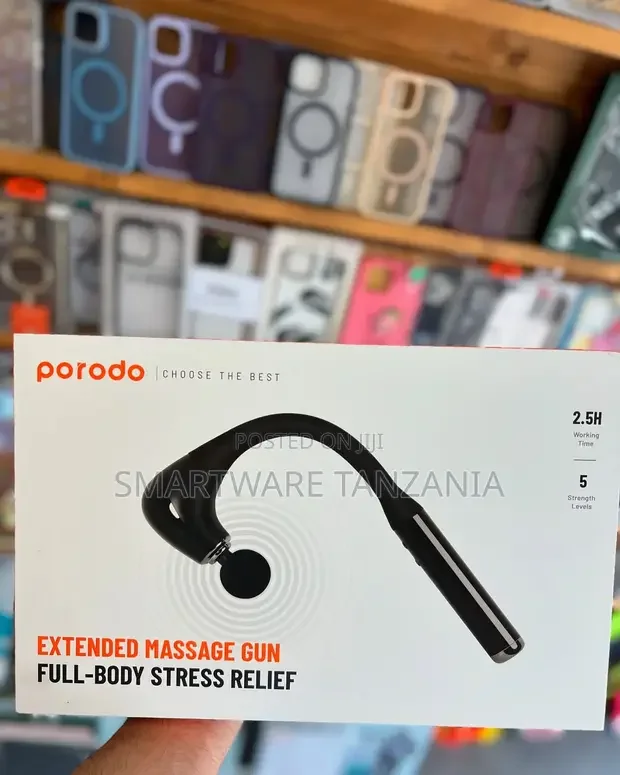 porodo | CHOOSE THE BEST
2.5H
Working
Time
5
Strength
Levels
POSTED ON JIJI
SMARTWARE TANZANIA
EXTENDED MASSAGE GUN
FULL-BODY STRESS RELIEF